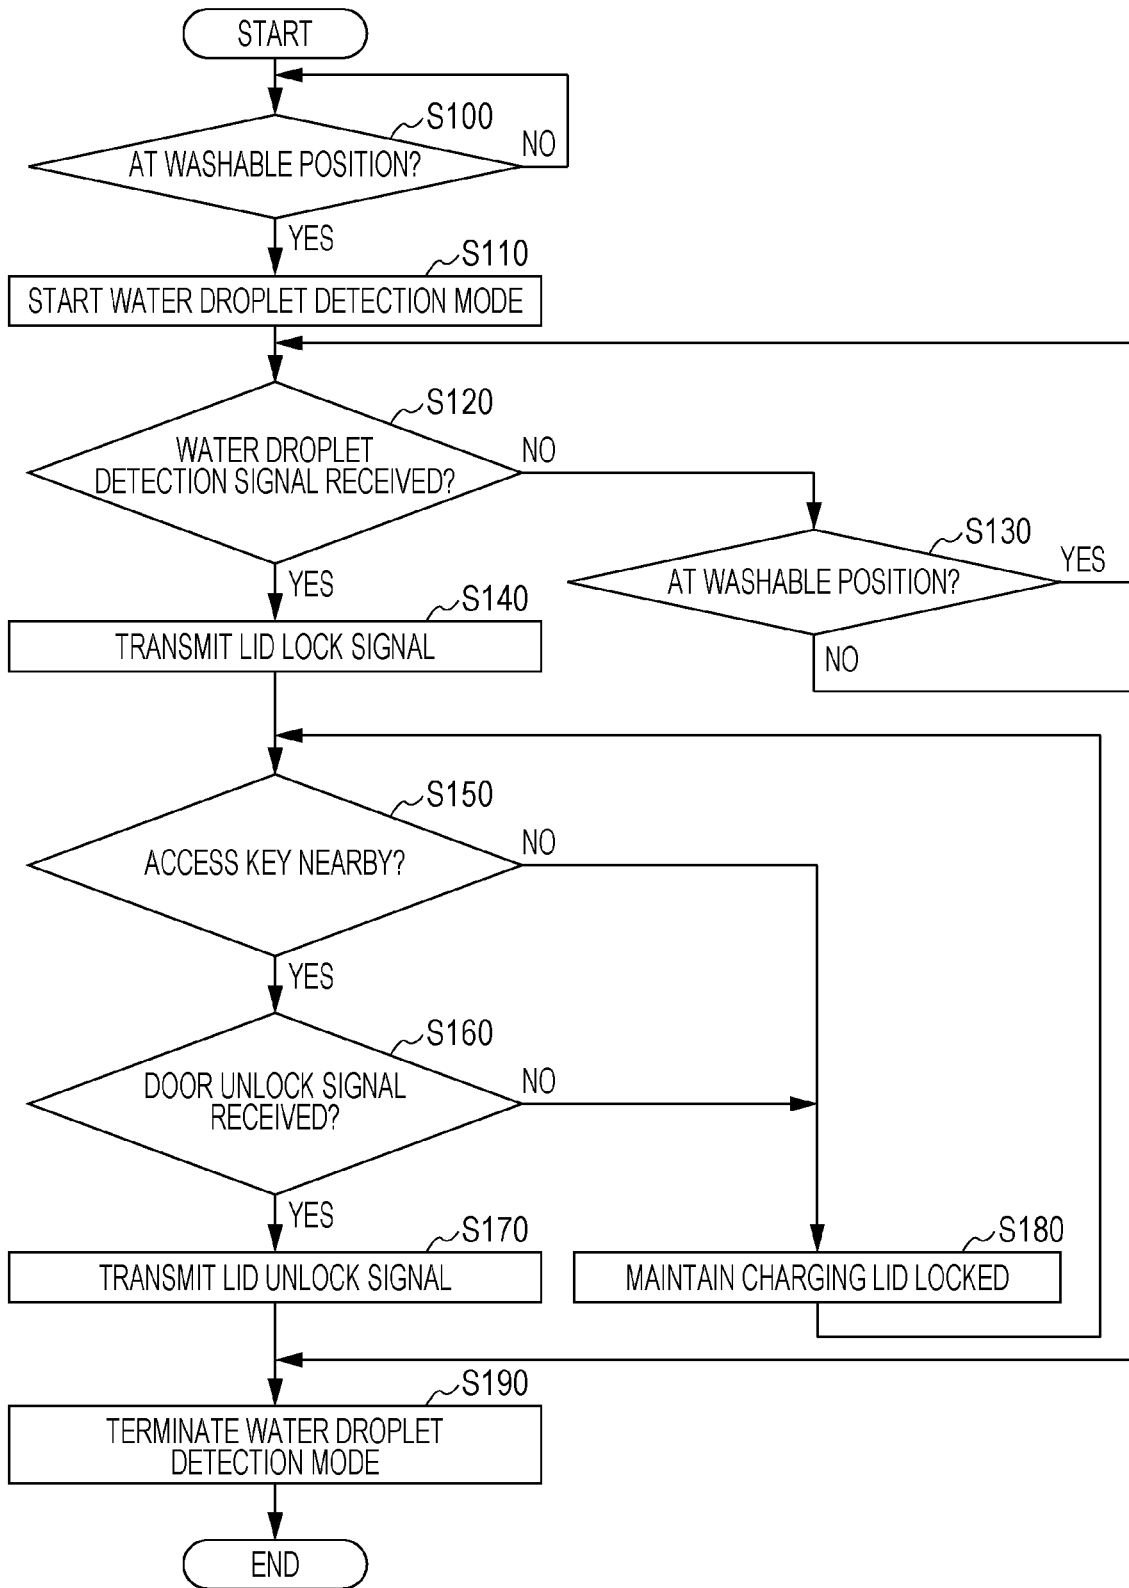 START
S100
AT WASHABLE POSITION?
NO
YES
S110
START WATER DROPLET DETECTION MODE
S120
WATER DROPLET
DETECTION SIGNAL RECEIVED?
NO
YES
S130
AT WASHABLE POSITION?
YES
NO
S140
TRANSMIT LID LOCK SIGNAL
S150
ACCESS KEY NEARBY?
NO
YES
S160
DOOR UNLOCK SIGNAL
RECEIVED?
NO
YES
S170
TRANSMIT LID UNLOCK SIGNAL
S180
MAINTAIN CHARGING LID LOCKED
S190
TERMINATE WATER DROPLET
DETECTION MODE
END